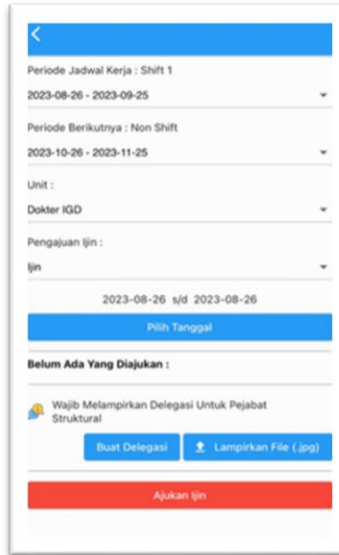 Periode Jadwal Kerja : Shift 1
2023-08-26 - 2023-09-25
Periode Berikutnya : Non Shift
2023-10-26 - 2023-11-25
Unit :
Dokter IGD
Pengajuan Ijin :
Ijin
2023-08-26 s/d 2023-08-26
Pilih Tanggal
Belum Ada Yang Diajukan :
Wajib Melampirkan Delegasi Untuk Pejabat
Struktural
Buat Delegasi Lampirkan File (.jpg)
Ajukan Ijin